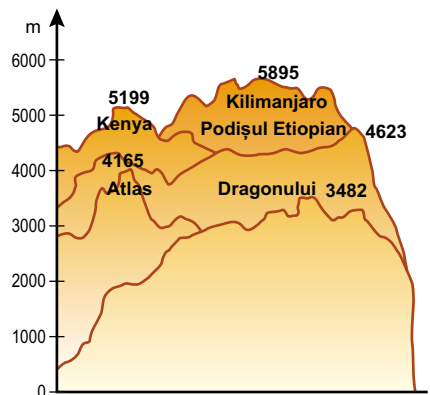 m
6000
5895
5199
Kilimanjaro
5000
Kenya
Podișul Etiopian
4623
4165
4000
Atlas
Dragonului
3482
3000
2000
1000
0